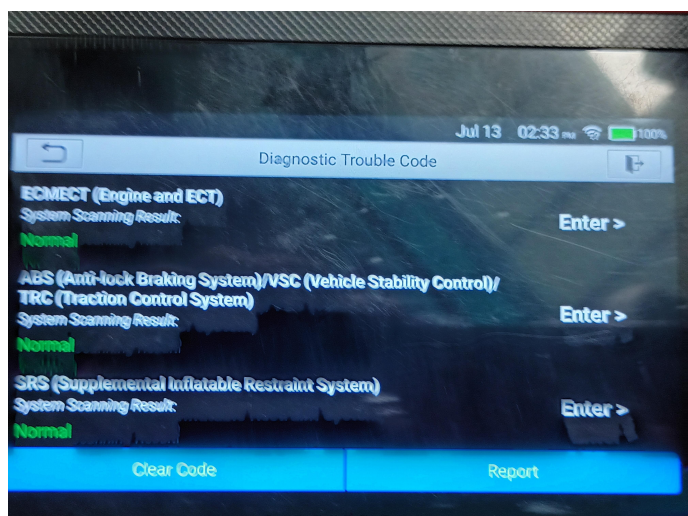 Jul 13 02:33 PM 100%
Diagnostic Trouble Code
ECMECT (Engine and ECT)
System Scanning Result:
Normal
Enter >
ABS (Anti-lock Braking System)/VSC (Vehicle Stability Control)/
TRC (Traction Control System)
System Scanning Result:
Normal
Enter >
SRS (Supplemental Inflatable Restraint System)
System Scanning Result:
Normal
Enter >
Clear Code
Report